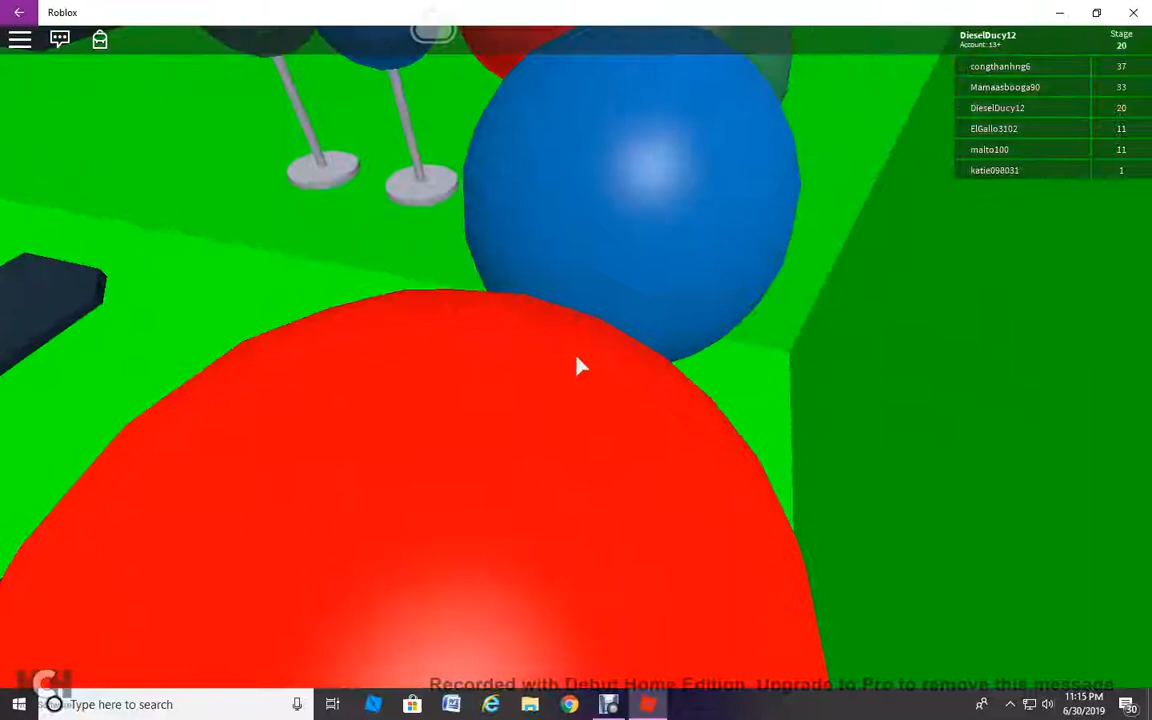 Roblox
DieselDucy12
Account: 13+
Stage
20
congthanhng6 37
Mamaasbooga90 33
DieselDucy12 20
ElGallo3102 11
malto100 11
katie098031 1
Recorded with Debut Home Edition. Upgrade to Pro to remove this message
Type here to search
11:15 PM
6/30/2019
30